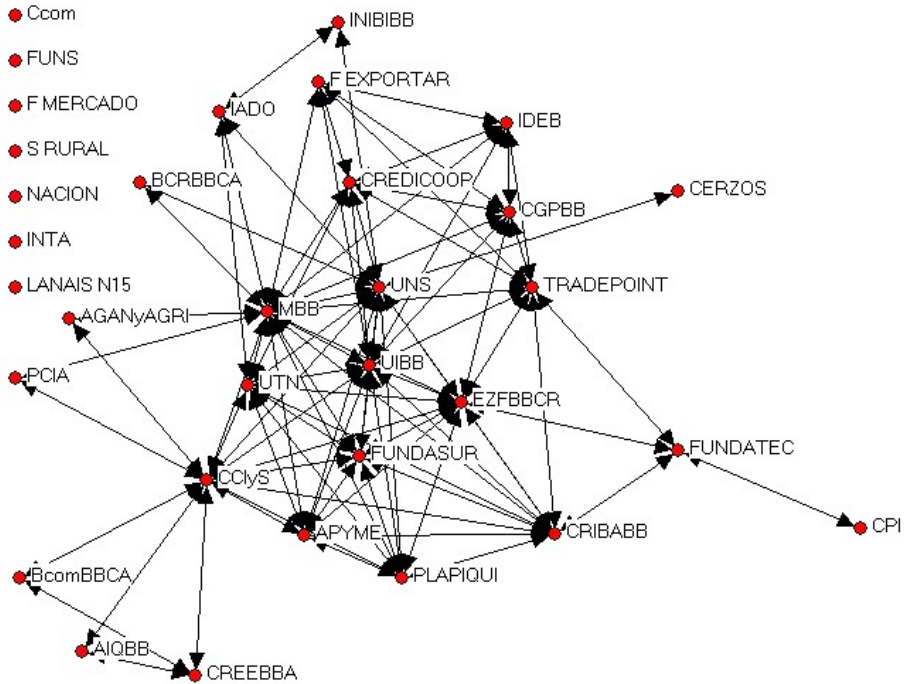 Ccom
INIBIBB
FUNS
F EXPORTAR
F MERCADO
IADO
IDEB
S RURAL
BCRBBCA
CREDICOOP
CERZOS
NACION
CGPBB
INTA
LANAIS N15
UNS
TRADEPOINT
MBB
AGANyAGRI
UIBB
PCIA
UTN
EZFBBCR
FUNDASUR
FUNDATEC
CCIyS
APYME
CRIBABB
CPI
BcomBBCA
PLAPIQUI
AIQBB
CREEBBA